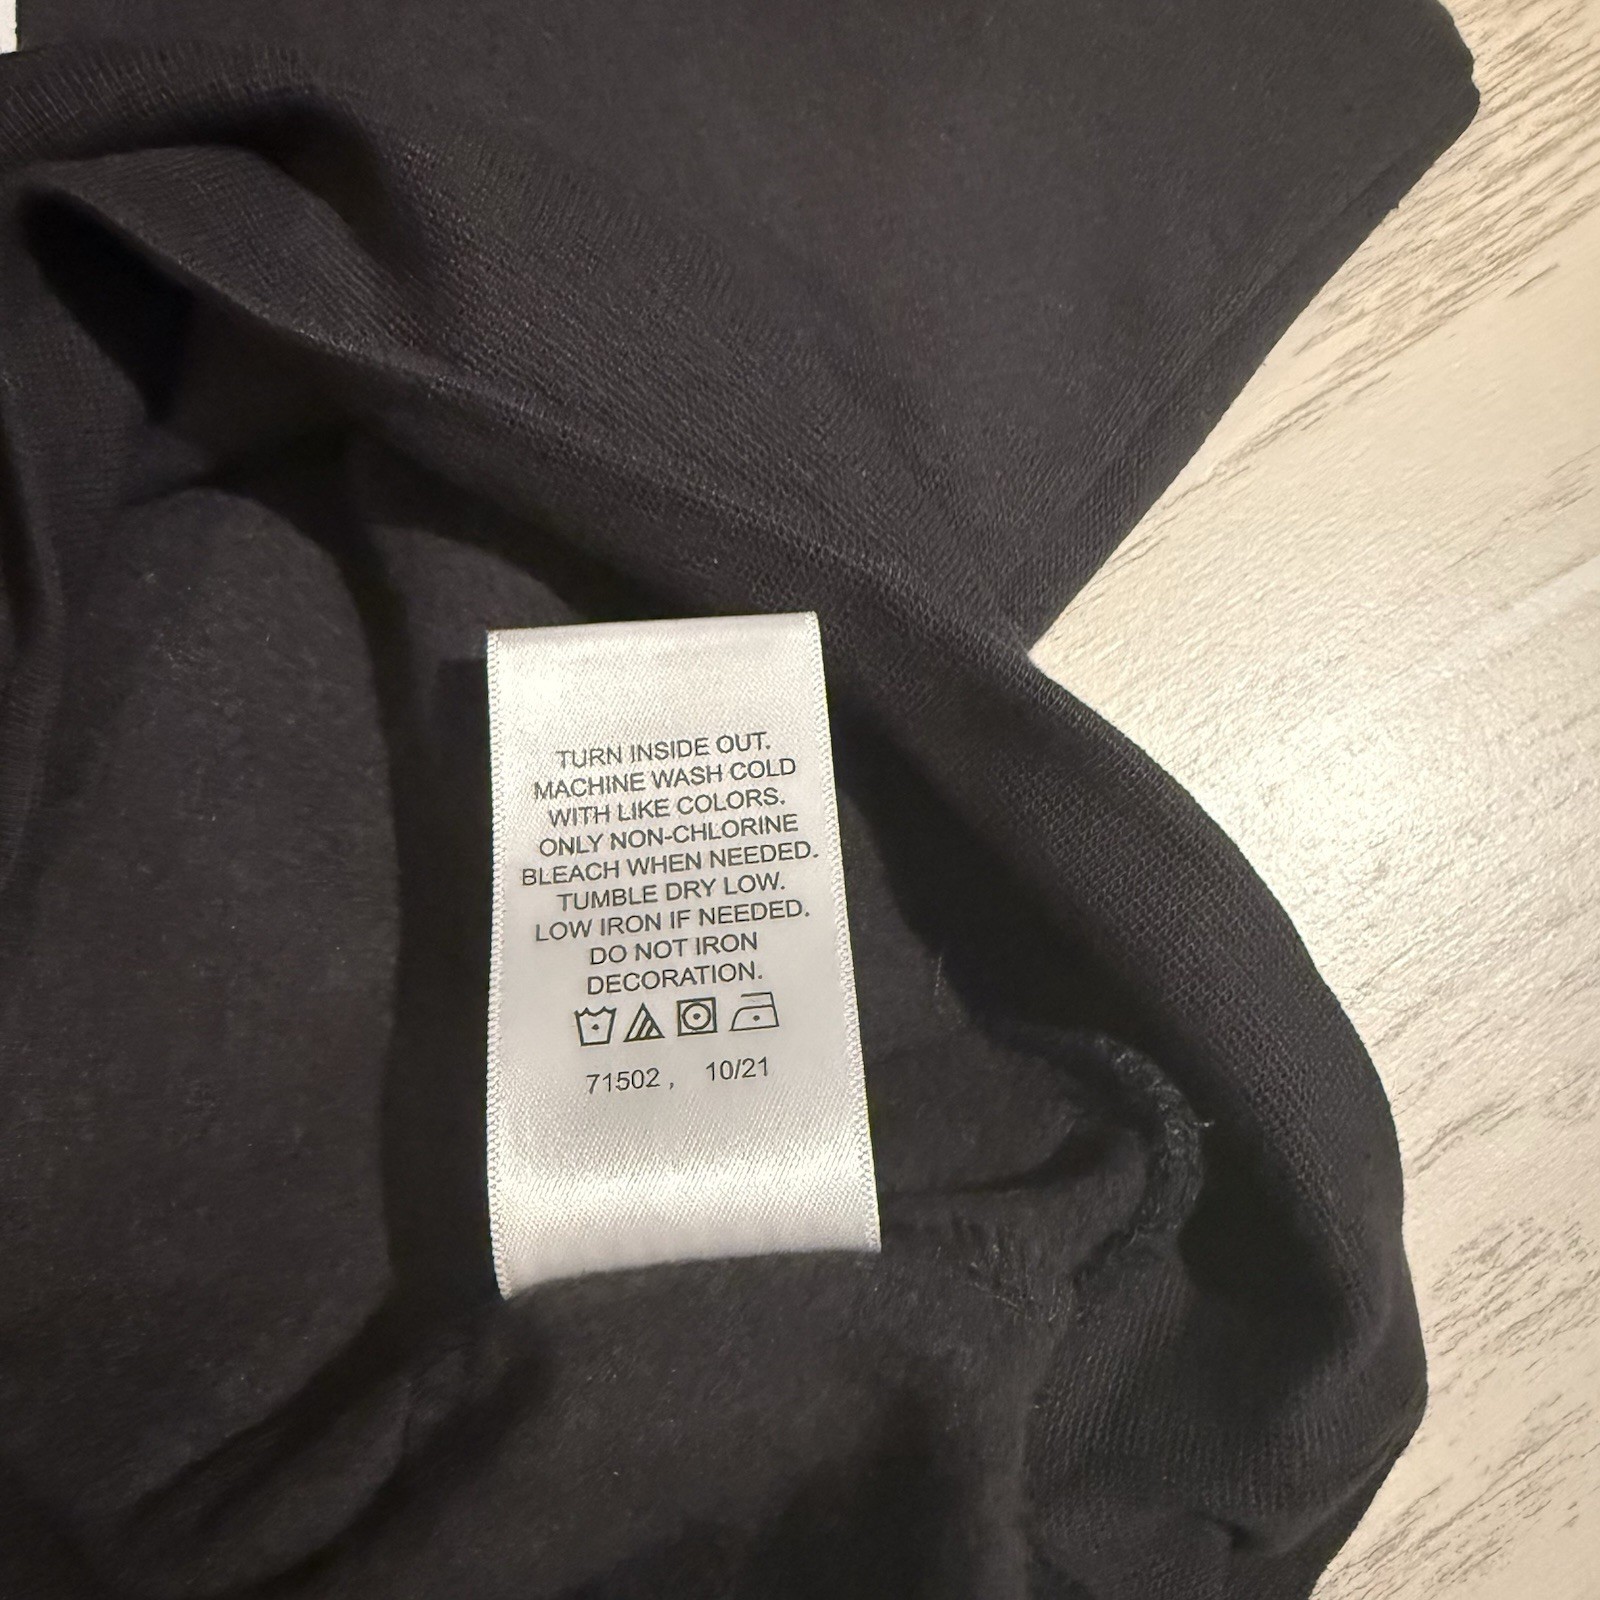 TURN INSIDE OUT.
MACHINE WASH COLD
WITH LIKE COLORS.
ONLY NON-CHLORINE
BLEACH WHEN NEEDED.
TUMBLE DRY LOW.
LOW IRON IF NEEDED.
DO NOT IRON
DECORATION.
71502 , 10/21